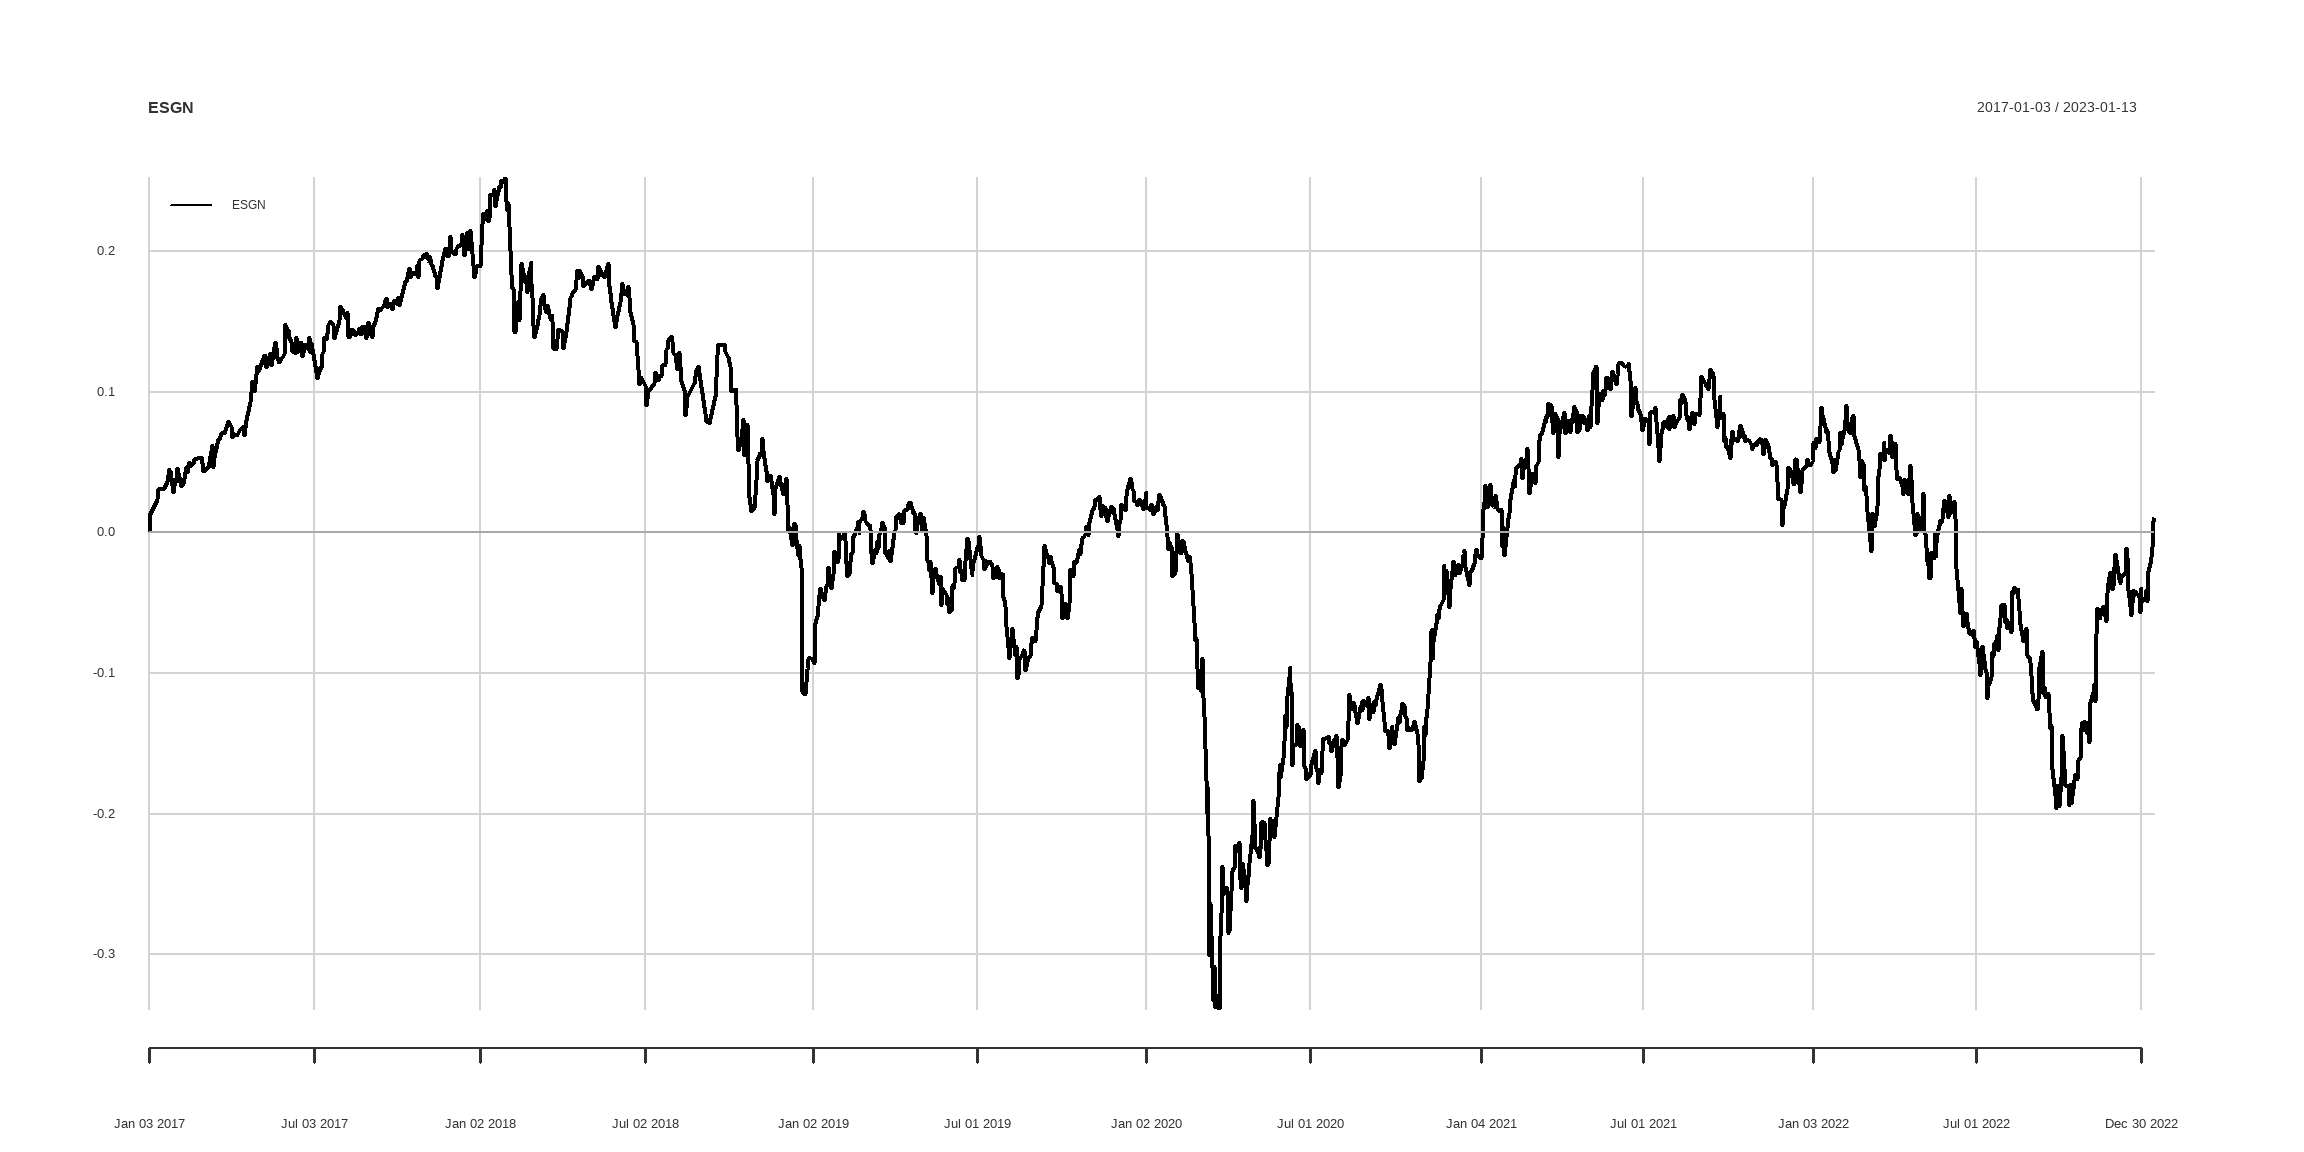 ESGN
2017-01-03 / 2023-01-13
ESGN
0.2
0.1
0.0
-0.1
-0.2
-0.3
Jan 03 2017
Jul 03 2017
Jan 02 2018
Jul 02 2018
Jan 02 2019
Jul 01 2019
Jan 02 2020
Jul 01 2020
Jan 04 2021
Jul 01 2021
Jan 03 2022
Jul 01 2022
Dec 30 2022